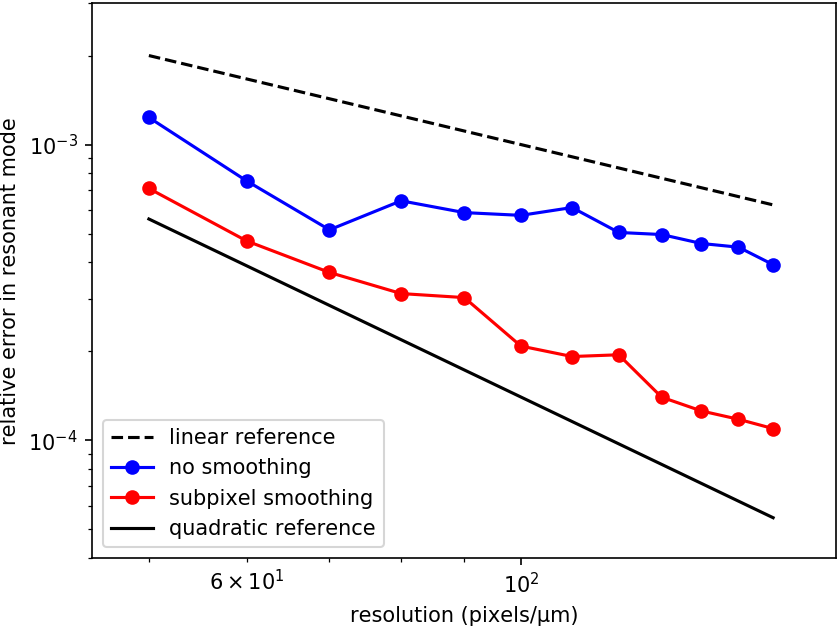 relative error in resonant mode
10⁻³
10⁻⁴
linear reference
no smoothing
subpixel smoothing
quadratic reference
6 × 10¹
10²
resolution (pixels/μm)